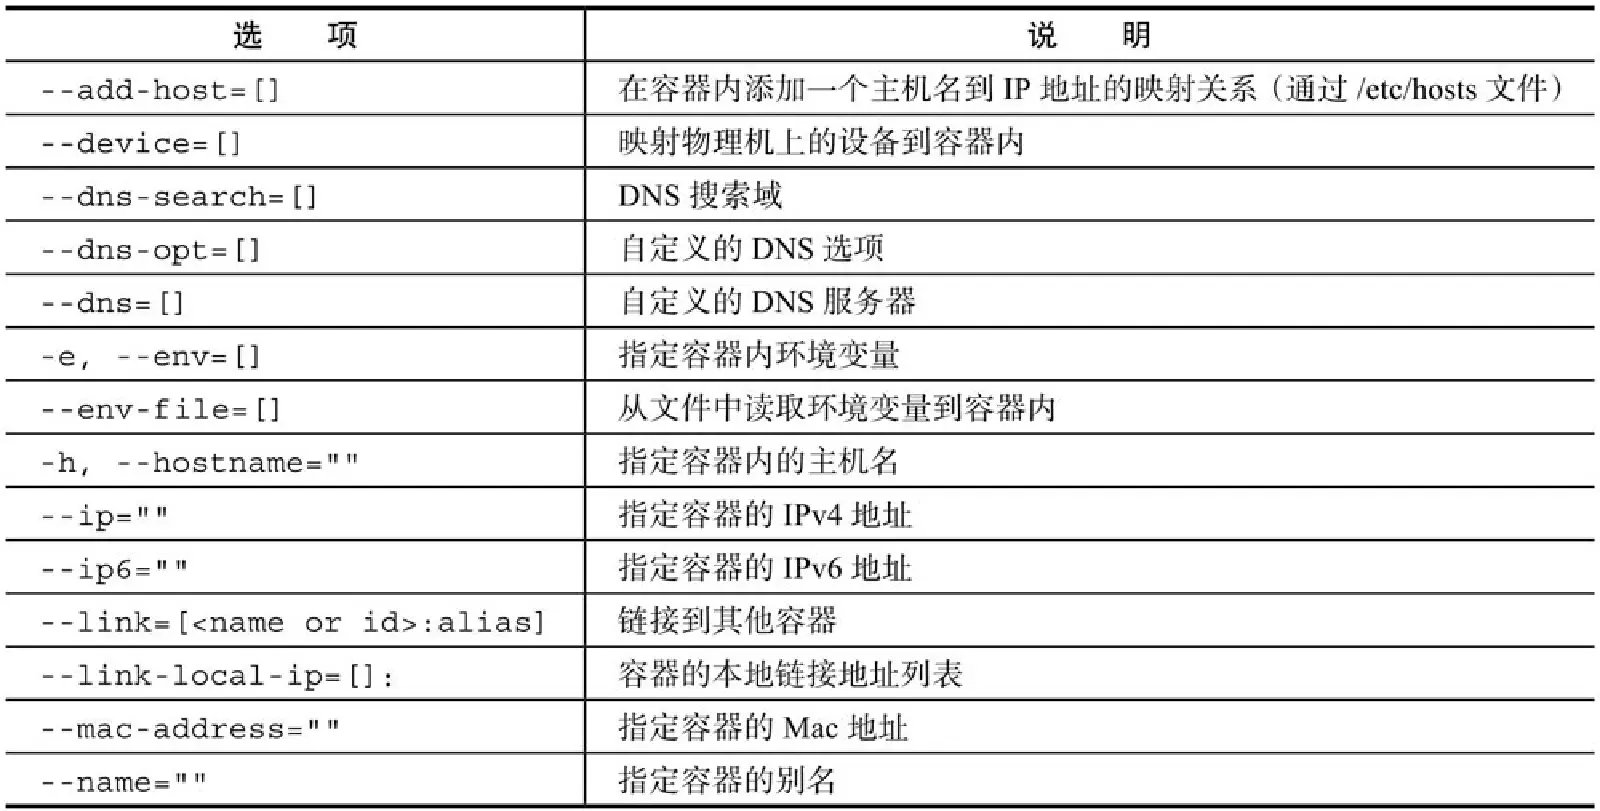 选 项 说 明
--add-host=[] 在容器内添加一个主机名到 IP 地址的映射关系（通过 /etc/hosts 文件）
--device=[] 映射物理机上的设备到容器内
--dns-search=[] DNS 搜索域
--dns-opt=[] 自定义的 DNS 选项
--dns=[] 自定义的 DNS 服务器
-e, --env=[] 指定容器内环境变量
--env-file=[] 从文件中读取环境变量到容器内
-h, --hostname="" 指定容器内的主机名
--ip="" 指定容器的 IPv4 地址
--ip6="" 指定容器的 IPv6 地址
--link=[<name or id>:alias] 链接到其他容器
--link-local-ip=[]: 容器的本地链接地址列表
--mac-address="" 指定容器的 Mac 地址
--name="" 指定容器的别名